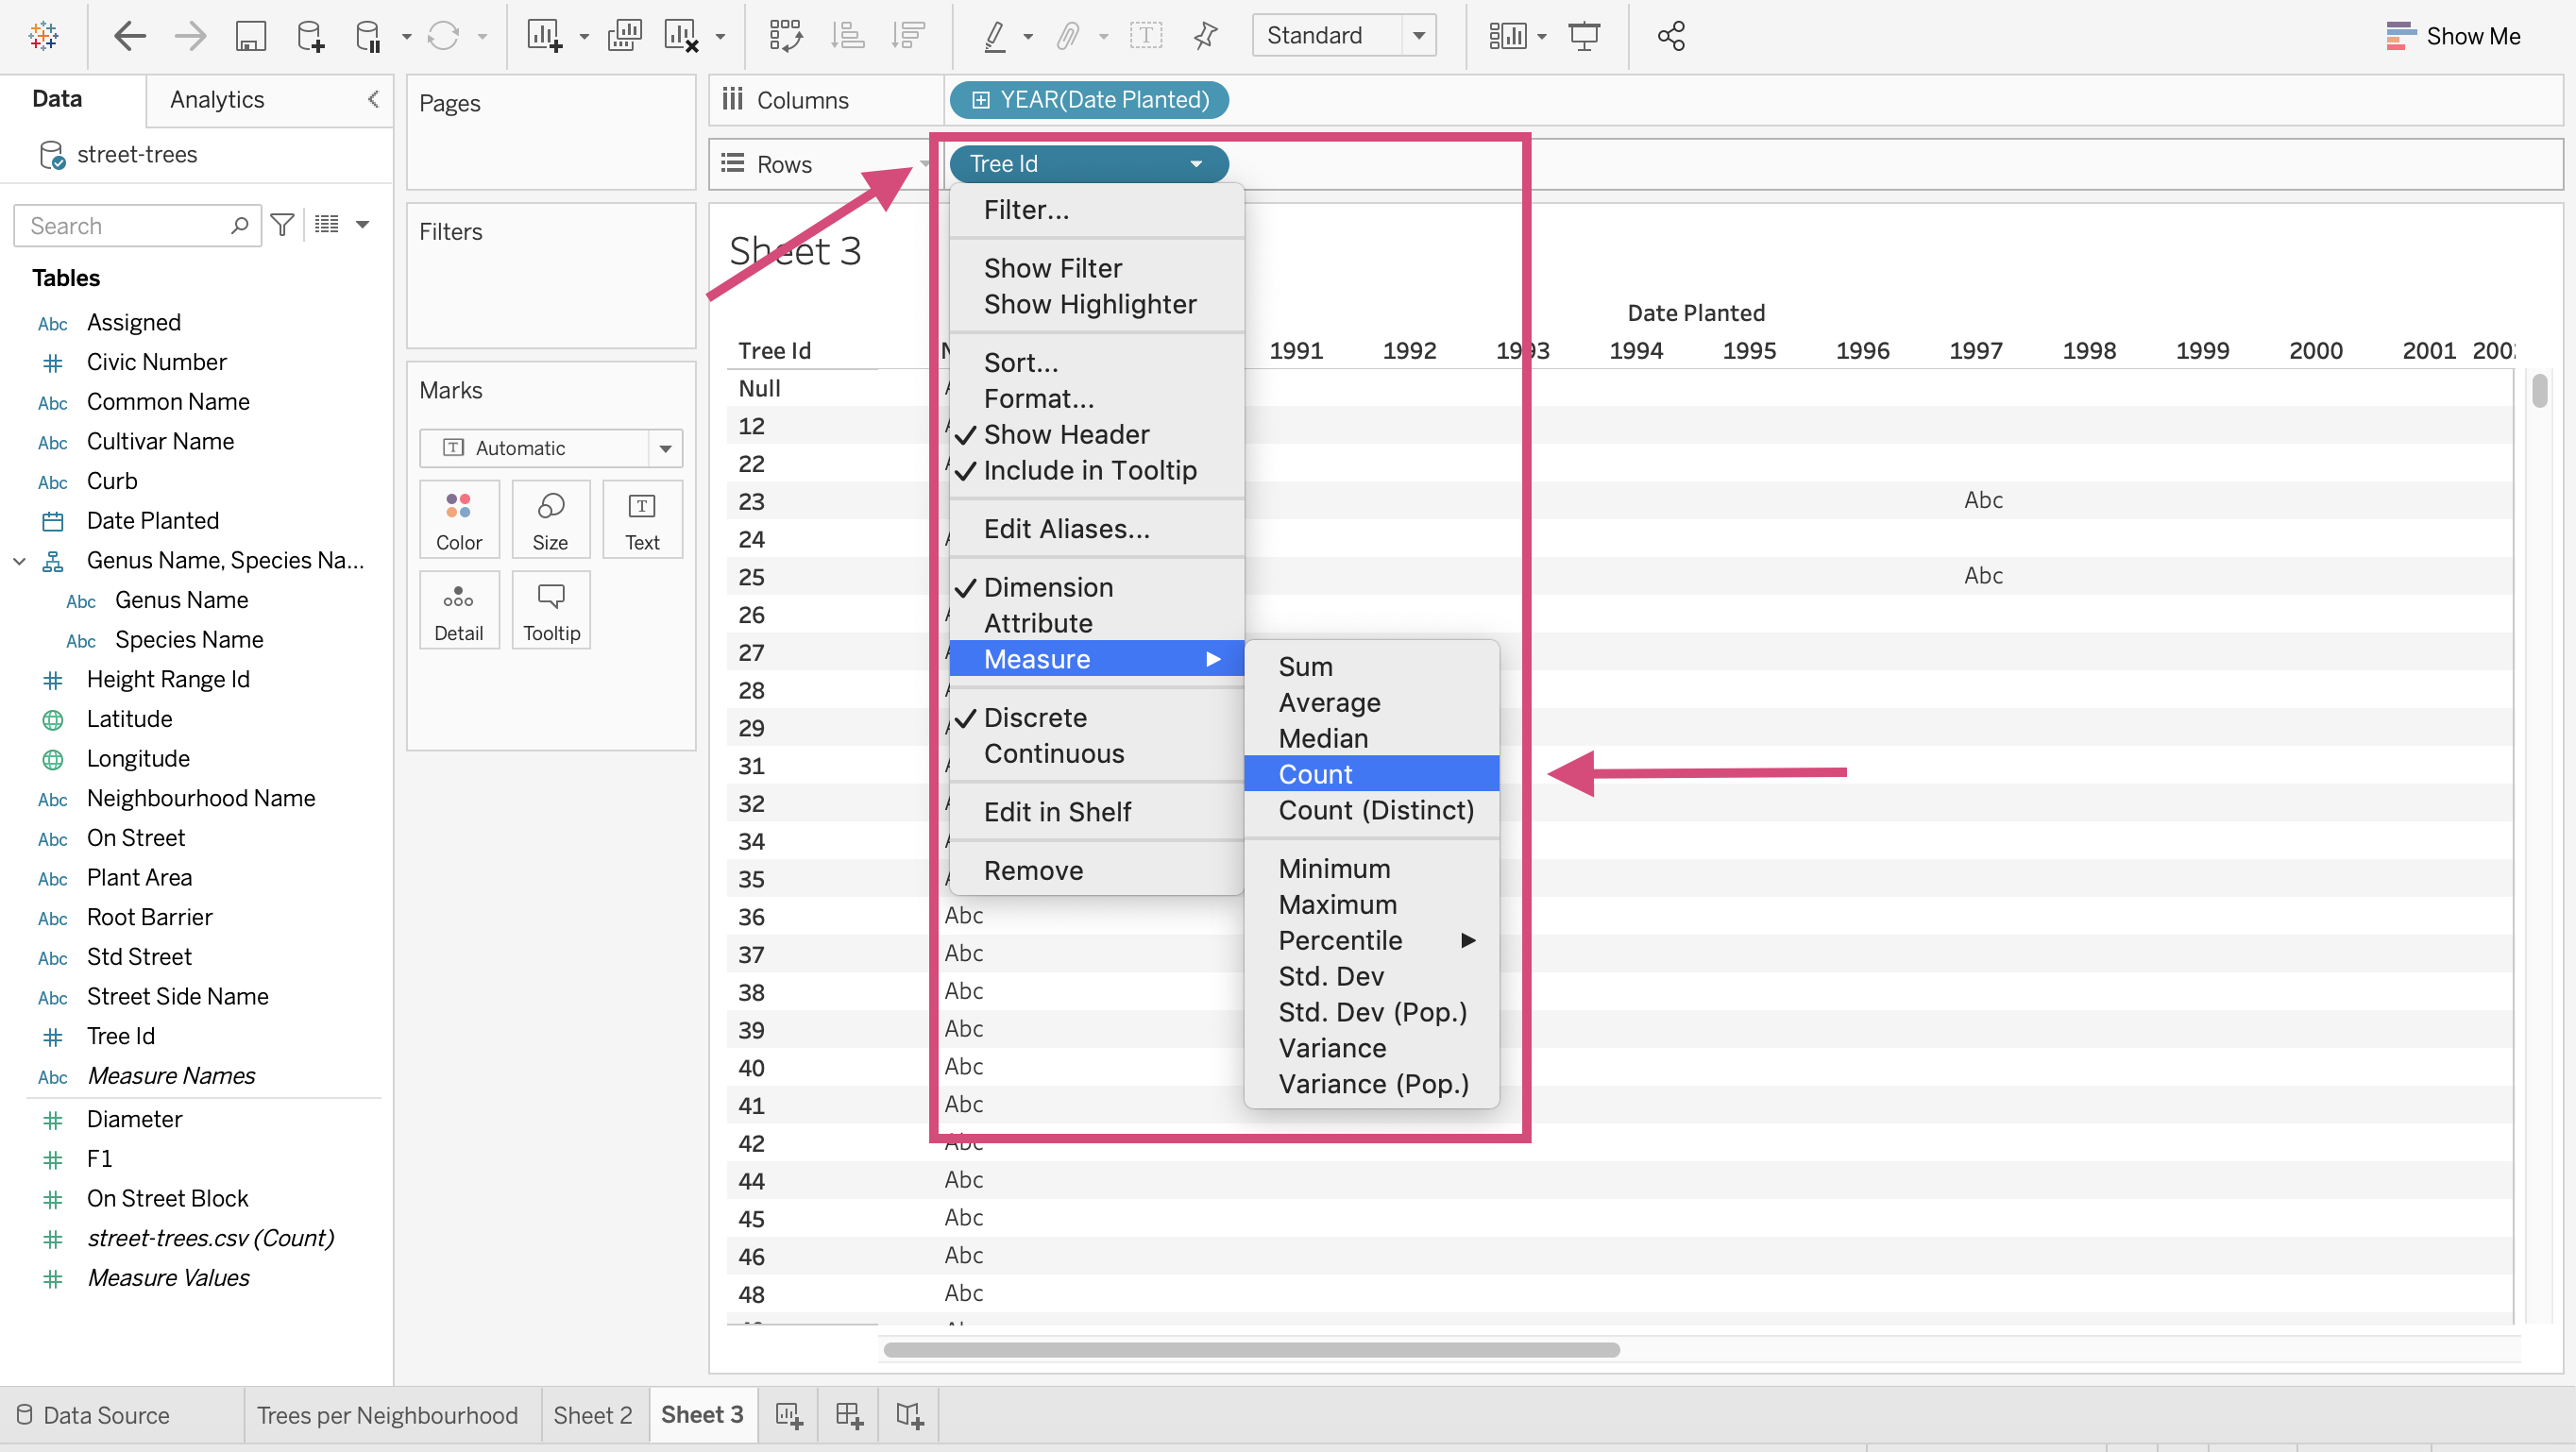 Standard
Show Me
Data
Analytics
street-trees
Search
Tables
Abc Assigned
Civic Number
Abc Common Name
Abc Cultivar Name
Abc Curb
Date Planted
Genus Name, Species Na...
Abc Genus Name
Abc Species Name
Height Range Id
Latitude
Longitude
Abc Neighbourhood Name
Abc On Street
Abc Plant Area
Abc Root Barrier
Abc Std Street
Abc Street Side Name
Tree Id
Abc Measure Names
Diameter
F1
On Street Block
street-trees.csv (Count)
Measure Values
Pages
Filters
Marks
Automatic
Color Size Text
Detail Tooltip
Columns YEAR(Date Planted)
Rows Tree Id
Sheet 3
Date Planted
Tree Id 1991 1992 1993 1994 1995 1996 1997 1998 1999 2000 2001
Null
12
22
23 Abc
24
25 Abc
26
27
28
29
31
32
34
35
36 Abc
37 Abc
38 Abc
39 Abc
40 Abc
41 Abc
42 Abc
44 Abc
45 Abc
46 Abc
48 Abc
Filter...
Show Filter
Show Highlighter
Sort...
Format...
Show Header
Include in Tooltip
Edit Aliases...
Dimension
Attribute
Measure
Discrete
Continuous
Edit in Shelf
Remove
Sum
Average
Median
Count
Count (Distinct)
Minimum
Maximum
Percentile
Std. Dev
Std. Dev (Pop.)
Variance
Variance (Pop.)
Data Source
Trees per Neighbourhood
Sheet 2
Sheet 3